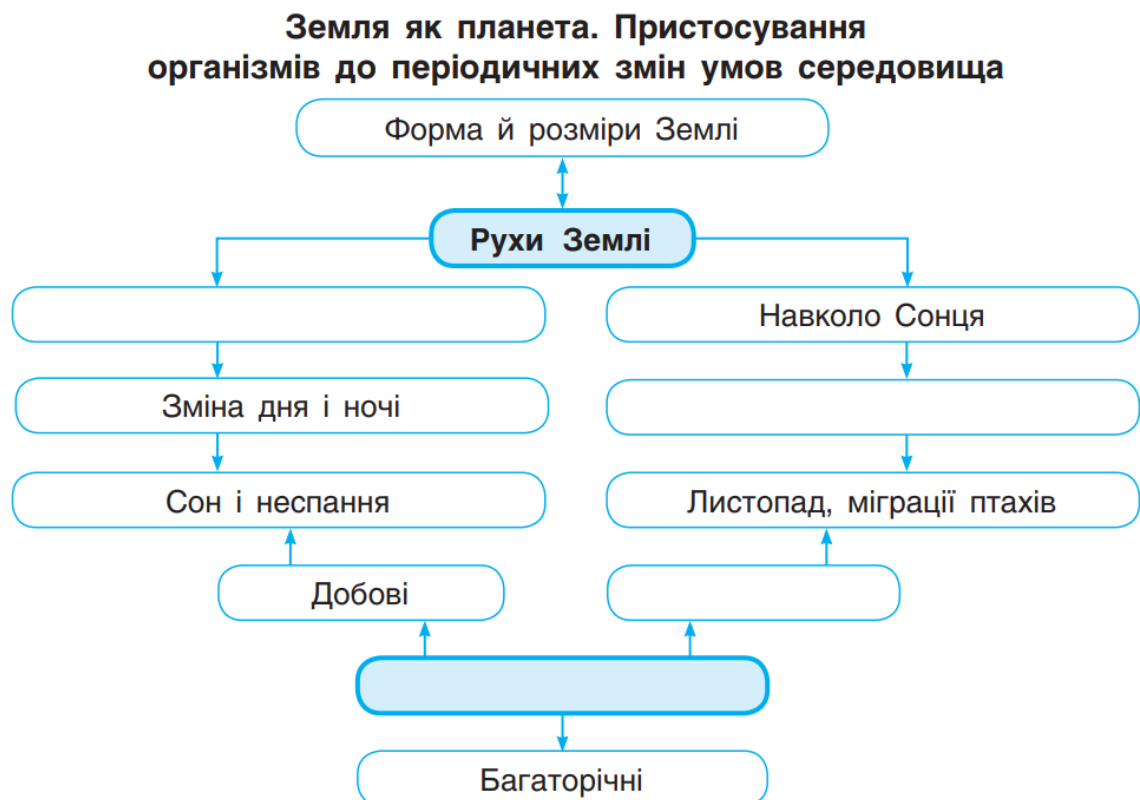 Земля як планета. Пристосування
організмів до періодичних змін умов середовища
Форма й розміри Землі
Рухи Землі
Навколо Сонця
Зміна дня і ночі
Сон і неспання
Листопад, міграції птахів
Добові
Багаторічні